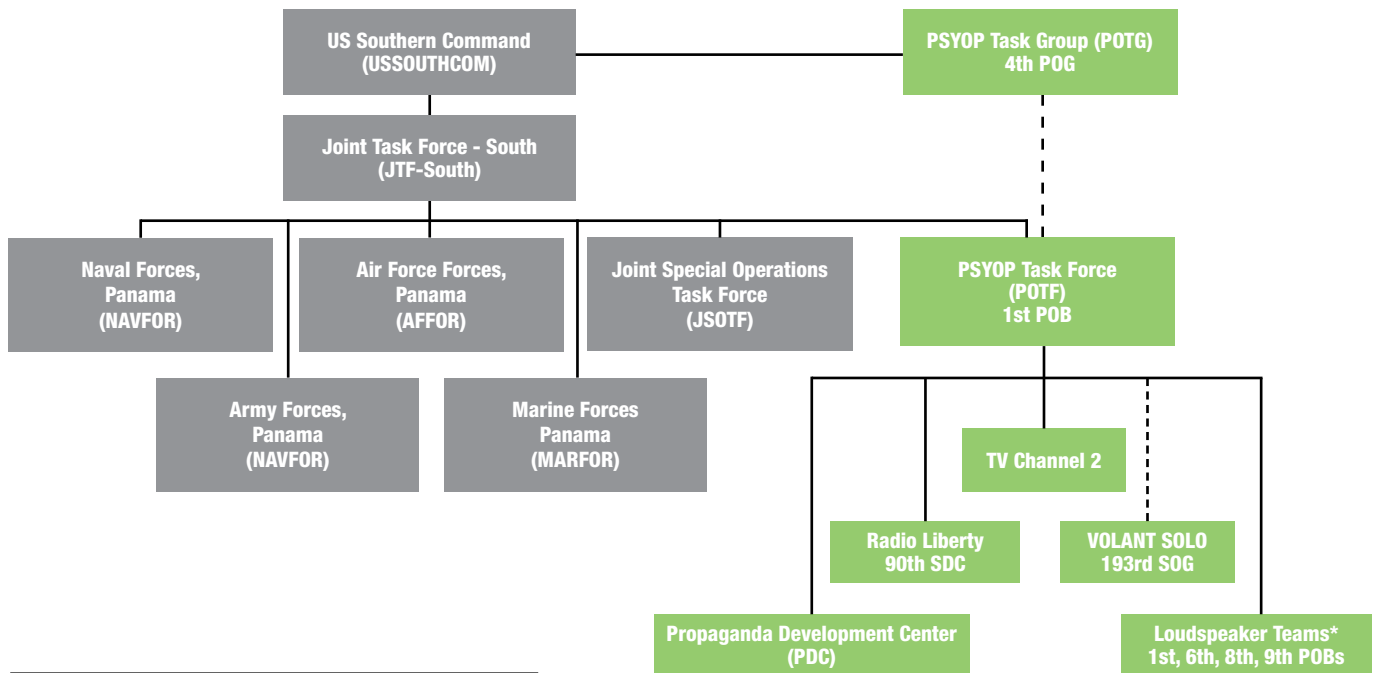 US Southern Command
(USSOUTHCOM)
PSYOP Task Group (POTG)
4th POG
Joint Task Force - South
(JTF-South)
Naval Forces,
Panama
(NAVFOR)
Air Force Forces,
Panama
(AFFOR)
Joint Special Operations
Task Force
(JSOTF)
PSYOP Task Force
(POTF)
1st POB
Army Forces,
Panama
(NAVFOR)
Marine Forces
Panama
(MARFOR)
TV Channel 2
Radio Liberty
90th SDC
VOLANT SOLO
193rd SOG
Propaganda Development Center
(PDC)
Loudspeaker Teams*
1st, 6th, 8th, 9th POBs